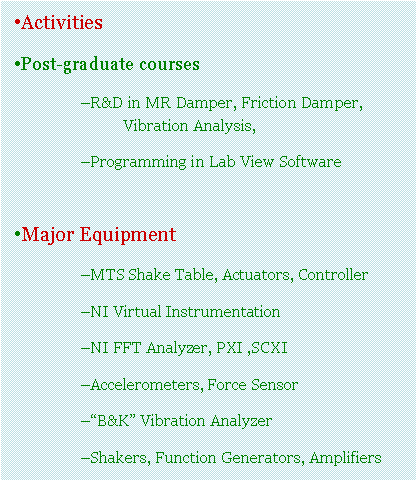 •Activities
•Post-graduate courses
–R&D in MR Damper, Friction Damper,
Vibration Analysis,
–Programming in Lab View Software
•Major Equipment
–MTS Shake Table, Actuators, Controller
–NI Virtual Instrumentation
–NI FFT Analyzer, PXI ,SCXI
–Accelerometers, Force Sensor
–“B&K” Vibration Analyzer
–Shakers, Function Generators, Amplifiers